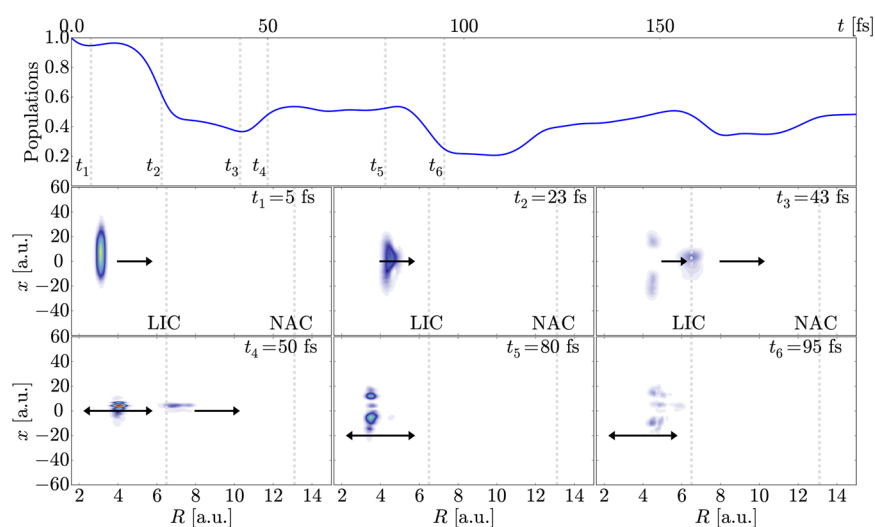 0.0 50 100 150 t [fs]
1.0
0.8
0.6
0.4
0.2
Populations
t1 t2 t3 t4 t5 t6
60
40
20
0
−20
−40
60
x [a.u.]
t1=5 fs
LIC NAC
t2=23 fs
LIC NAC
t3=43 fs
LIC NAC
40
20
0
−20
−40
−60
x [a.u.]
t4=50 fs
t5=80 fs
t6=95 fs
2 4 6 8 10 12 14
R [a.u.]
2 4 6 8 10 12 14
R [a.u.]
2 4 6 8 10 12 14
R [a.u.]